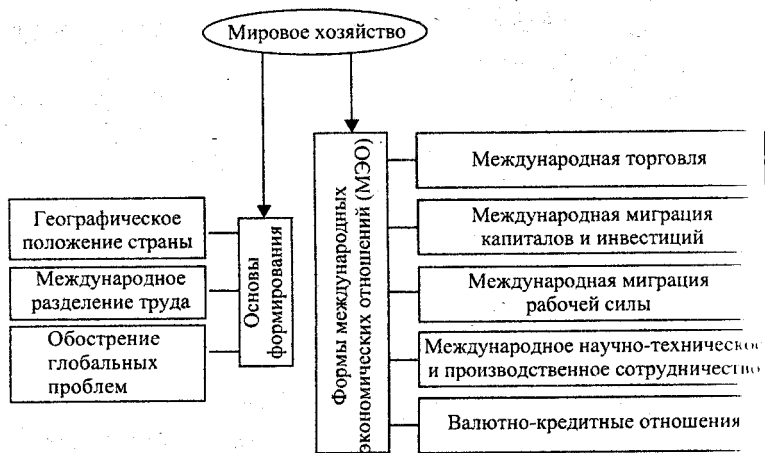 Мировое хозяйство
Географическое
положение страны
Международное
разделение труда
Обострение
глобальных
проблем
Основы
формирования
Формы международных
экономических отношений (МЭО)
Международная торговля
Международная миграция
капиталов и инвестиций
Международная миграция
рабочей силы
Международное научно-техническое
и производственное сотрудничество
Валютно-кредитные отношения